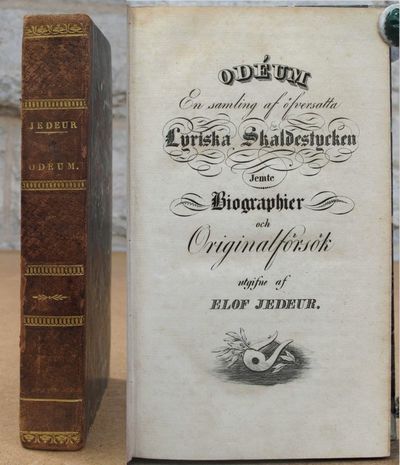 JEDEUR
ODEUM.
ODÉUM
En samling af öfversatta
Lyriska Skaldestycken
Jemte
Biographier
och
Originalförsök
utgifne af
ELOF JEDEUR.